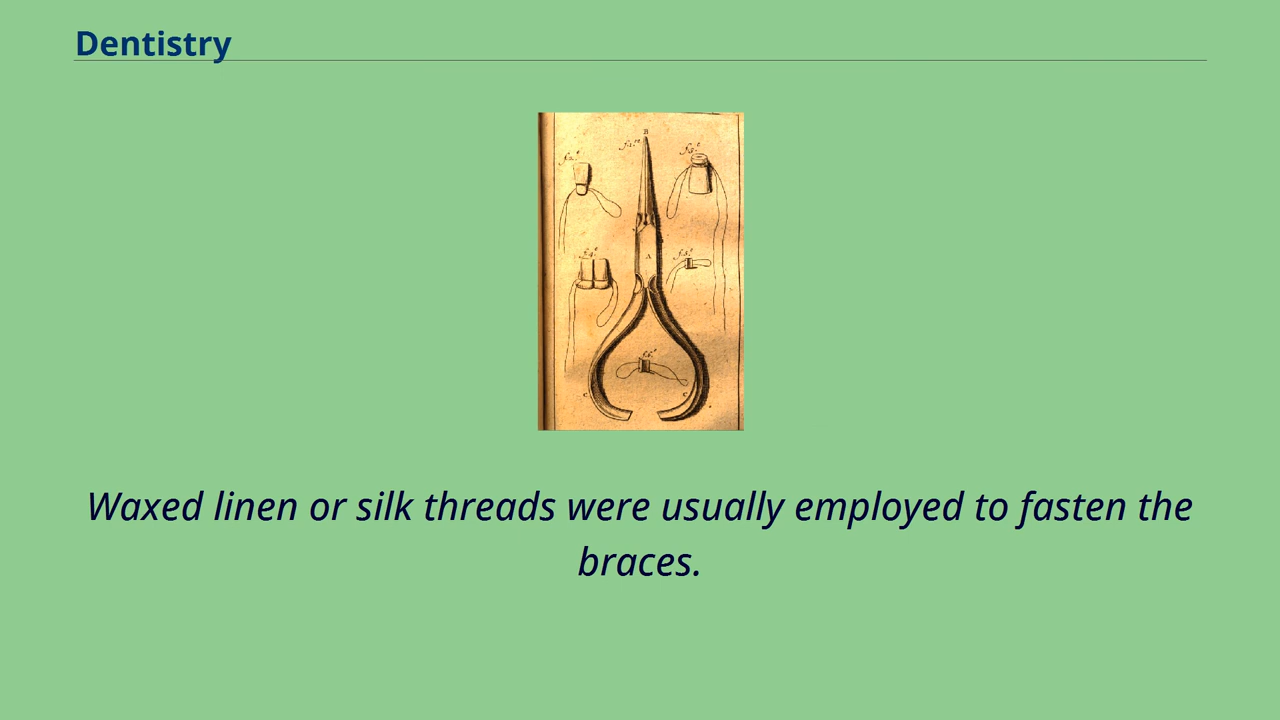 Dentistry
B
A
C
C
Waxed linen or silk threads were usually employed to fasten the
braces.